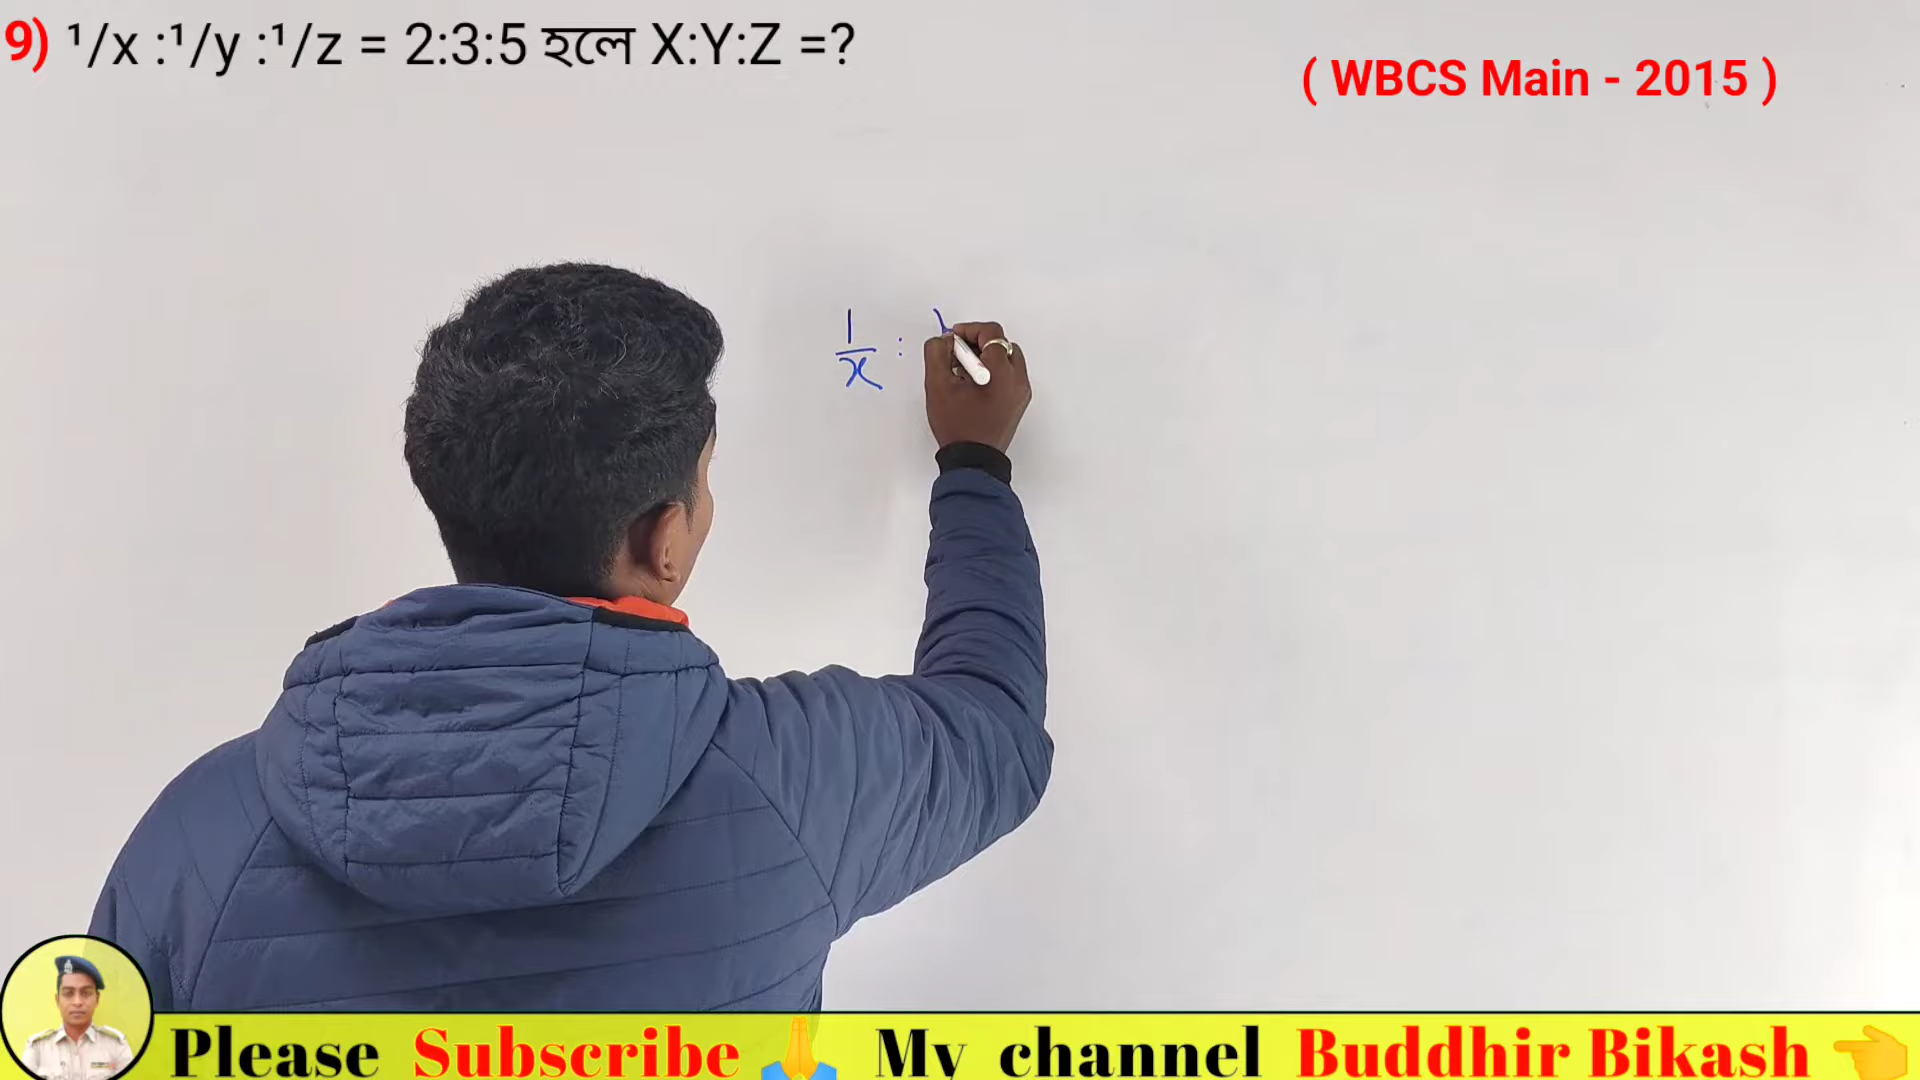 9) ¹/x :¹/y :¹/z = 2:3:5 হলে X:Y:Z =?
( WBCS Main - 2015 )
1/x :
Please Subscribe 🙏 My channel Buddhir Bikash 👈